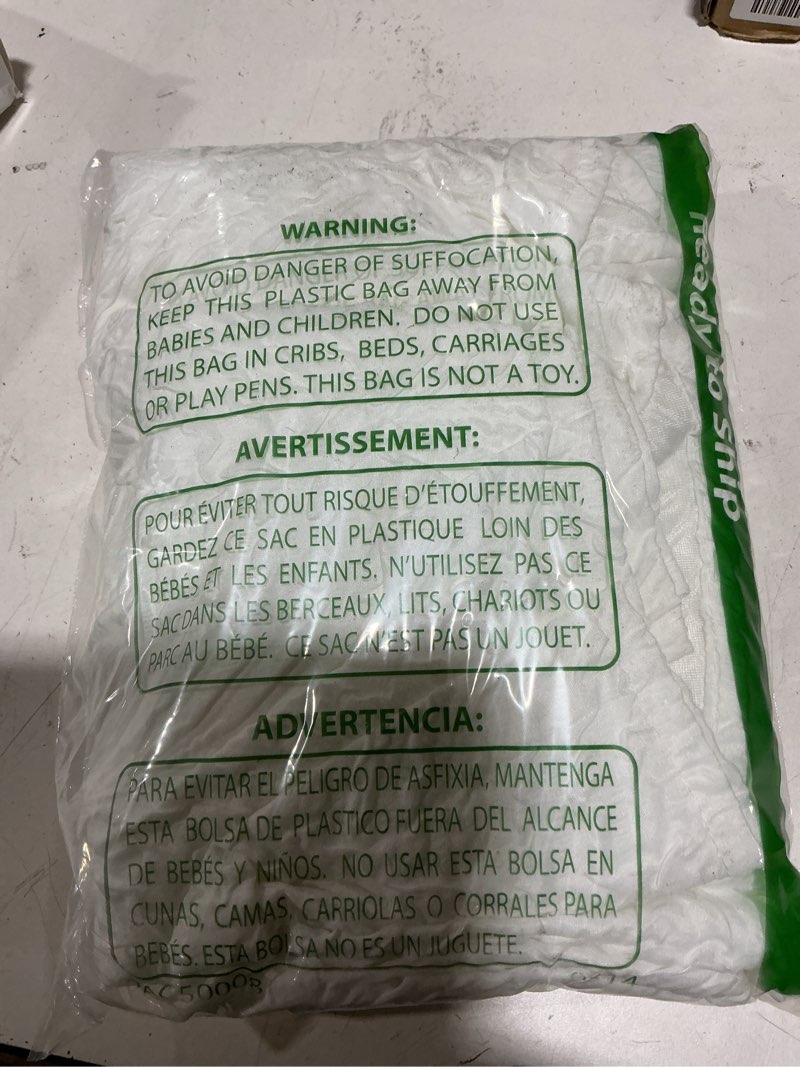 WARNING:
TO AVOID DANGER OF SUFFOCATION,
KEEP THIS PLASTIC BAG AWAY FROM
BABIES AND CHILDREN. DO NOT USE
THIS BAG IN CRIBS, BEDS, CARRIAGES
OR PLAY PENS. THIS BAG IS NOT A TOY.
AVERTISSEMENT:
POUR ÉVITER TOUT RISQUE D'ÉTOUFFEMENT,
GARDEZ CE SAC EN PLASTIQUE LOIN DES
BÉBÉS ET LES ENFANTS. N'UTILISEZ PAS CE
SAC DANS LES BERCEAUX, LITS, CHARIOTS OU
PARC AU BÉBÉ. CE SAC N'EST PAS UN JOUET.
ADVERTENCIA:
PARA EVITAR EL PELIGRO DE ASFIXIA, MANTENGA
ESTA BOLSA DE PLASTICO FUERA DEL ALCANCE
DE BEBÉS Y NIÑOS. NO USAR ESTA BOLSA EN
CUNAS, CAMAS, CARRIOLAS O CORRALES PARA
BEBÉS. ESTA BOLSA NO ES UN JUGUETE.
ready to ship